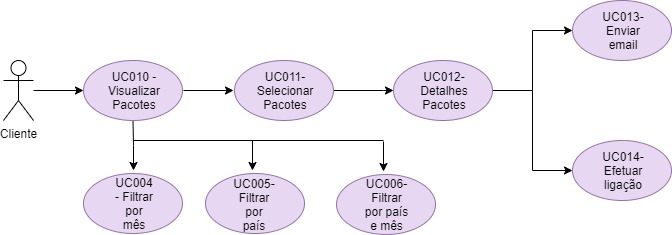 Cliente
UC010 -
Visualizar
Pacotes
UC011-
Selecionar
Pacotes
UC012-
Detalhes
Pacotes
UC013-
Enviar
email
UC014-
Efetuar
ligação
UC004
- Filtrar
por
mês
UC005-
Filtrar
por
país
UC006-
Filtrar
por país
e mês